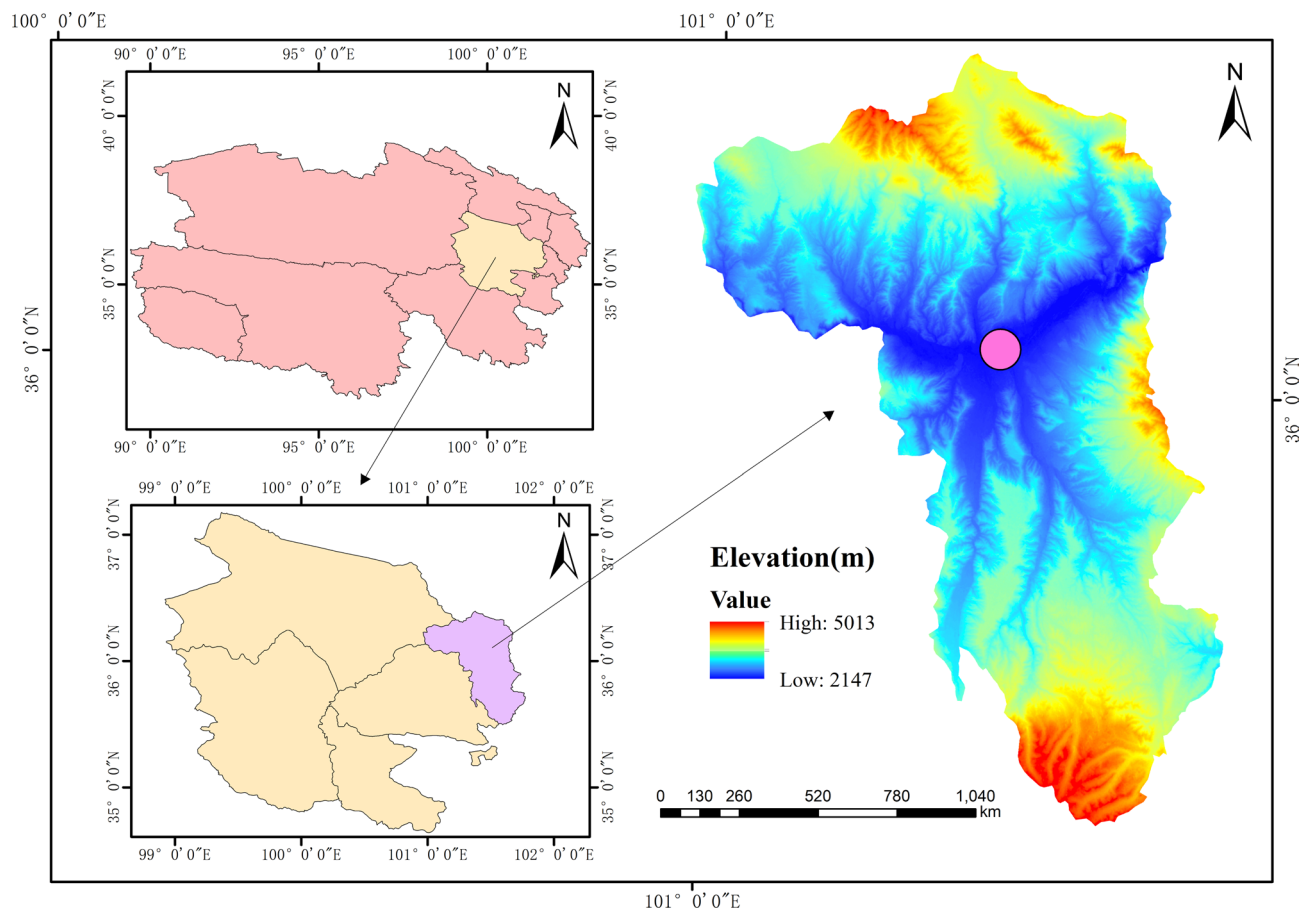 100° 0′0″E
101° 0′0″E
90° 0′0″E
95° 0′0″E
100° 0′0″E
N
N
40° 0′0″N
40° 0′0″N
35° 0′0″N
35° 0′0″N
36° 0′0″N
36° 0′0″N
90° 0′0″E
95° 0′0″E
100° 0′0″E
99° 0′0″E
100° 0′0″E
101° 0′0″E
102° 0′0″E
N
37° 0′0″N
37° 0′0″N
36° 0′0″N
36° 0′0″N
35° 0′0″N
35° 0′0″N
99° 0′0″E
100° 0′0″E
101° 0′0″E
102° 0′0″E
Elevation(m)
Value
High: 5013
Low: 2147
0 130 260 520 780 1,040
km
101° 0′0″E